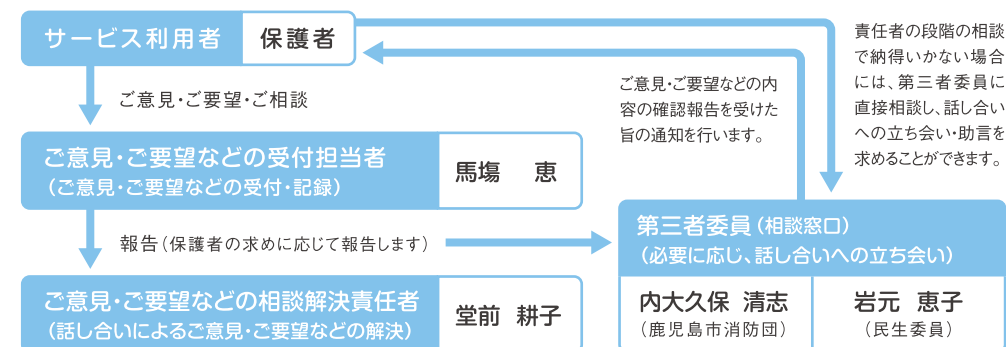 サービス利用者 保護者
ご意見・ご要望・ご相談
ご意見・ご要望などの受付担当者
(ご意見・ご要望などの受付・記録)
馬塲 恵
報告(保護者の求めに応じて報告します)
ご意見・ご要望などの相談解決責任者
(話し合いによるご意見・ご要望などの解決)
堂前 耕子
ご意見・ご要望などの内
容の確認報告を受けた
旨の通知を行います。
責任者の段階の相談
で納得いかない場合
には、第三者委員に
直接相談し、話し合い
への立ち会い・助言を
求めることができます。
第三者委員(相談窓口)
(必要に応じ、話し合いへの立ち会い)
内大久保 清志
(鹿児島市消防団)
岩元 恵子
(民生委員)